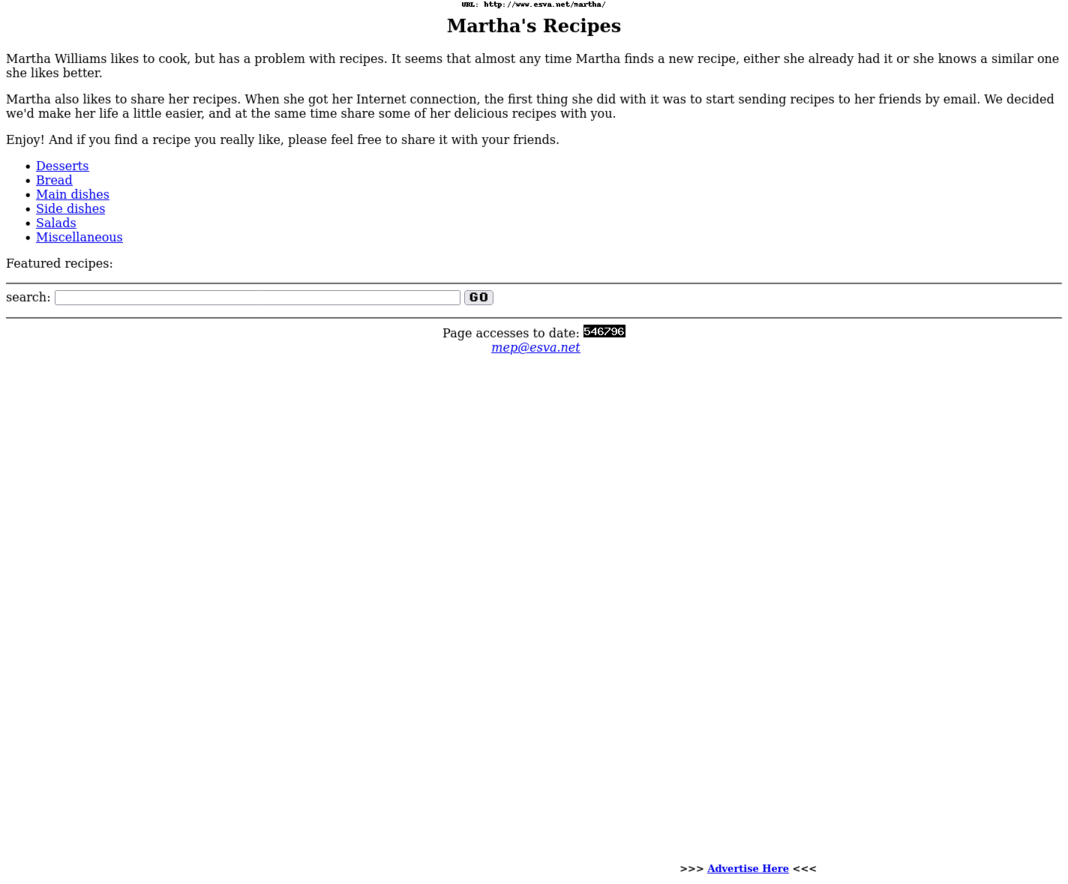 URL: http://www.esva.net/martha/
Martha's Recipes
Martha Williams likes to cook, but has a problem with recipes. It seems that almost any time Martha finds a new recipe, either she already had it or she knows a similar one
she likes better.
Martha also likes to share her recipes. When she got her Internet connection, the first thing she did with it was to start sending recipes to her friends by email. We decided
we'd make her life a little easier, and at the same time share some of her delicious recipes with you.
Enjoy! And if you find a recipe you really like, please feel free to share it with your friends.
• Desserts
• Bread
• Main dishes
• Side dishes
• Salads
• Miscellaneous
Featured recipes:
search: GO
Page accesses to date: 546796
mep@esva.net
>>> Advertise Here <<<